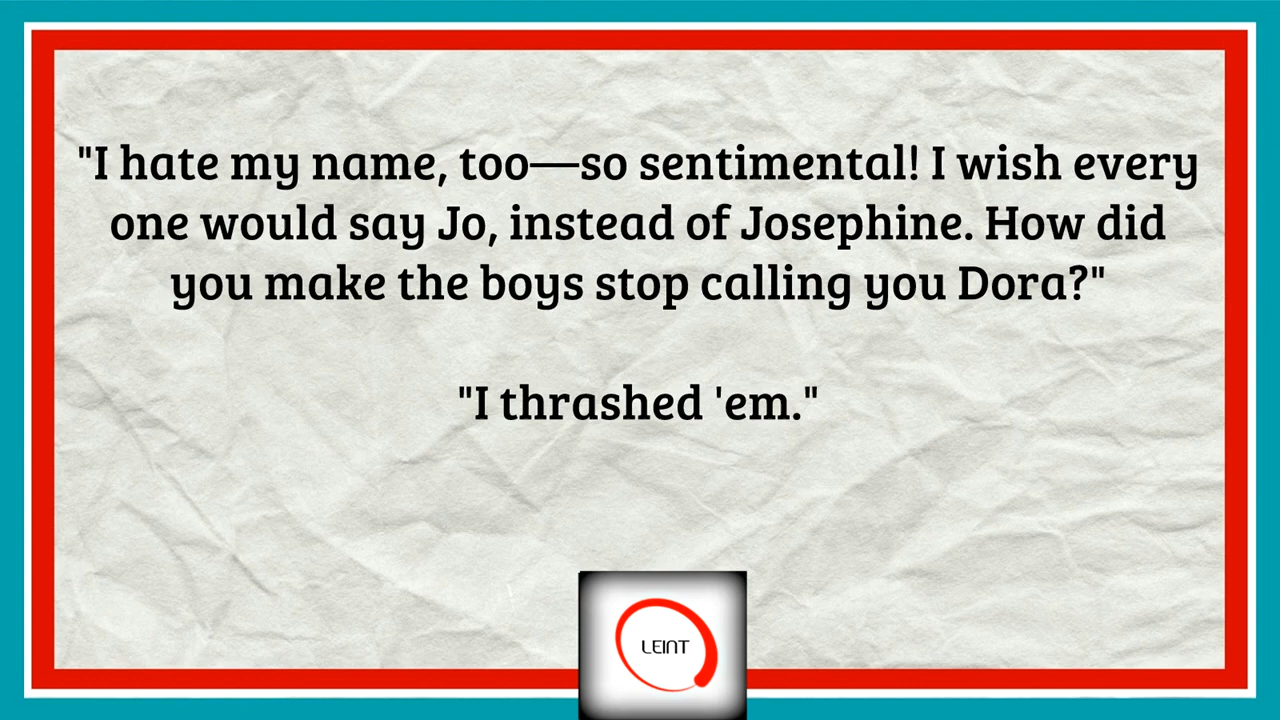 "I hate my name, too—so sentimental! I wish every
one would say Jo, instead of Josephine. How did
you make the boys stop calling you Dora?"
"I thrashed 'em."
LEINT